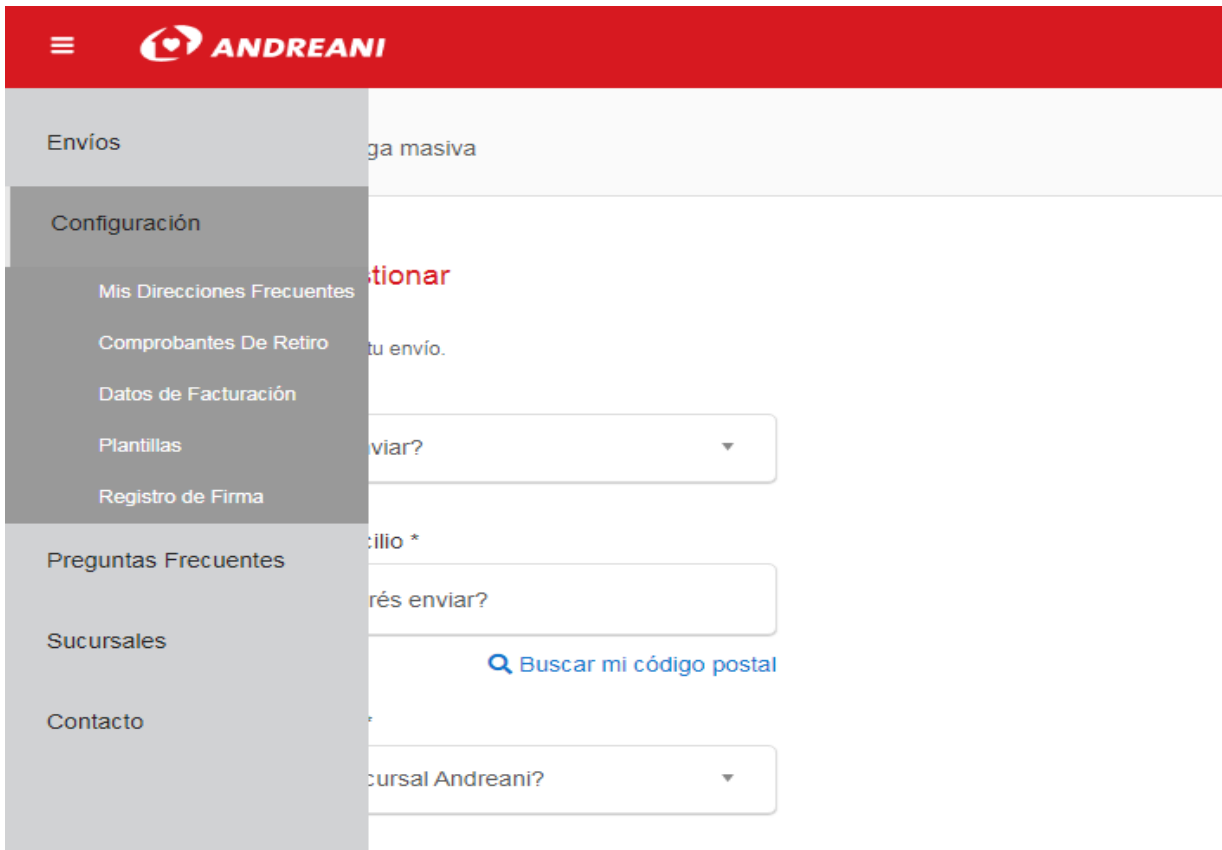 ANDREANI
Envíos
Configuración
Mis Direcciones Frecuentes
Comprobantes De Retiro
Datos de Facturación
Plantillas
Registro de Firma
Preguntas Frecuentes
Sucursales
Contacto
ga masiva
stionar
tu envío.
nviar?
cilio *
rés enviar?
Buscar mi código postal
*
cursal Andreani?